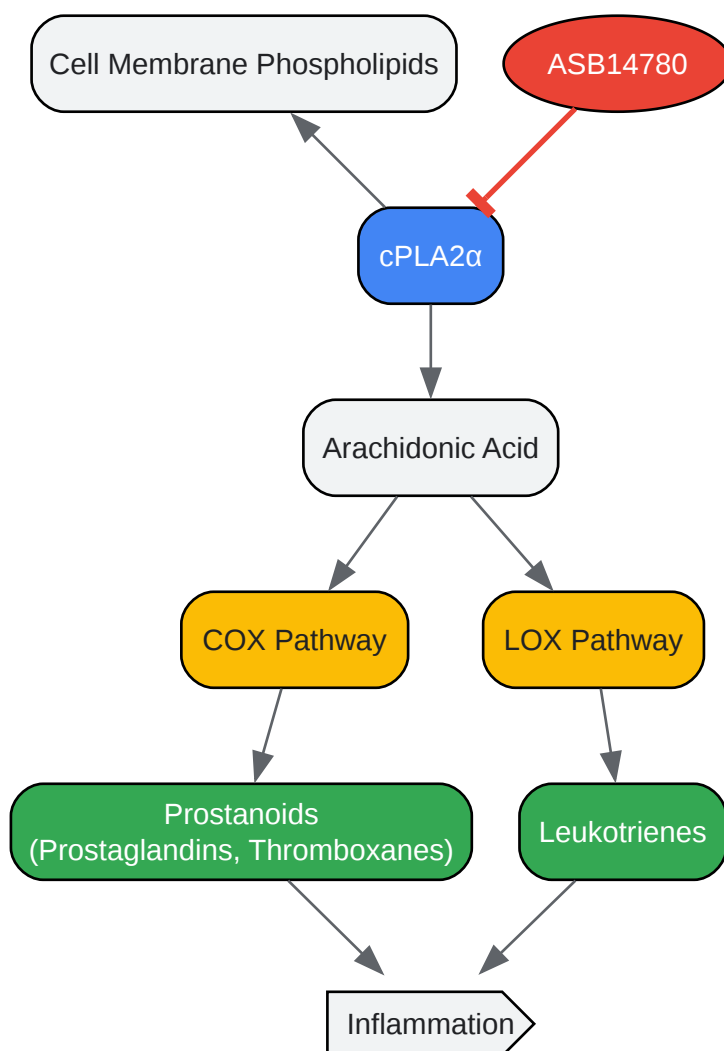 Cell Membrane Phospholipids
ASB14780
cPLA2α
Arachidonic Acid
COX Pathway
LOX Pathway
Prostanoids
(Prostaglandins, Thromboxanes)
Leukotrienes
Inflammation